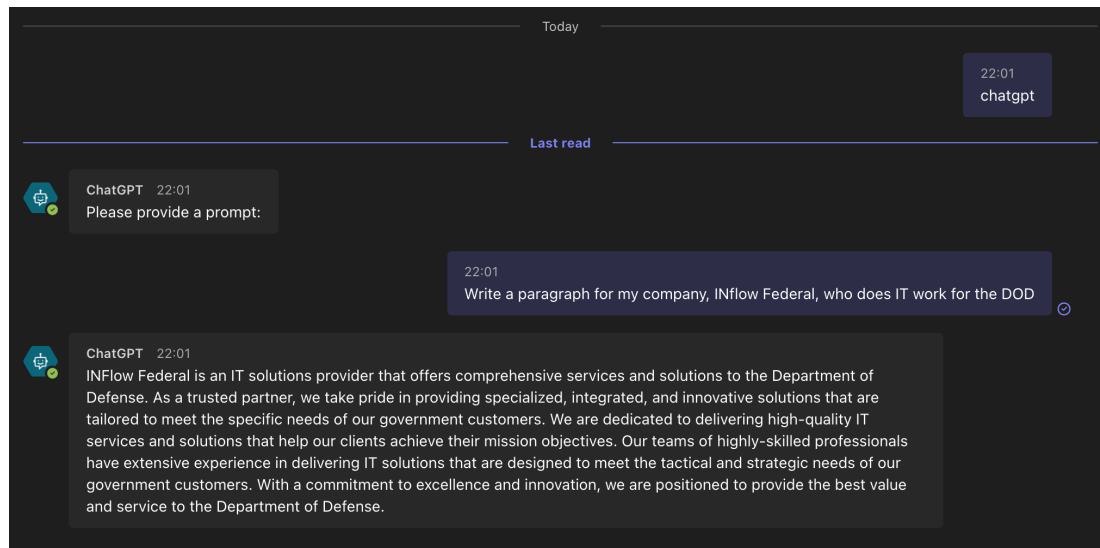 Today
22:01
chatgpt
Last read
ChatGPT 22:01
Please provide a prompt:
22:01
Write a paragraph for my company, INflow Federal, who does IT work for the DOD
ChatGPT 22:01
INFlow Federal is an IT solutions provider that offers comprehensive services and solutions to the Department of
Defense. As a trusted partner, we take pride in providing specialized, integrated, and innovative solutions that are
tailored to meet the specific needs of our government customers. We are dedicated to delivering high-quality IT
services and solutions that help our clients achieve their mission objectives. Our teams of highly-skilled professionals
have extensive experience in delivering IT solutions that are designed to meet the tactical and strategic needs of our
government customers. With a commitment to excellence and innovation, we are positioned to provide the best value
and service to the Department of Defense.